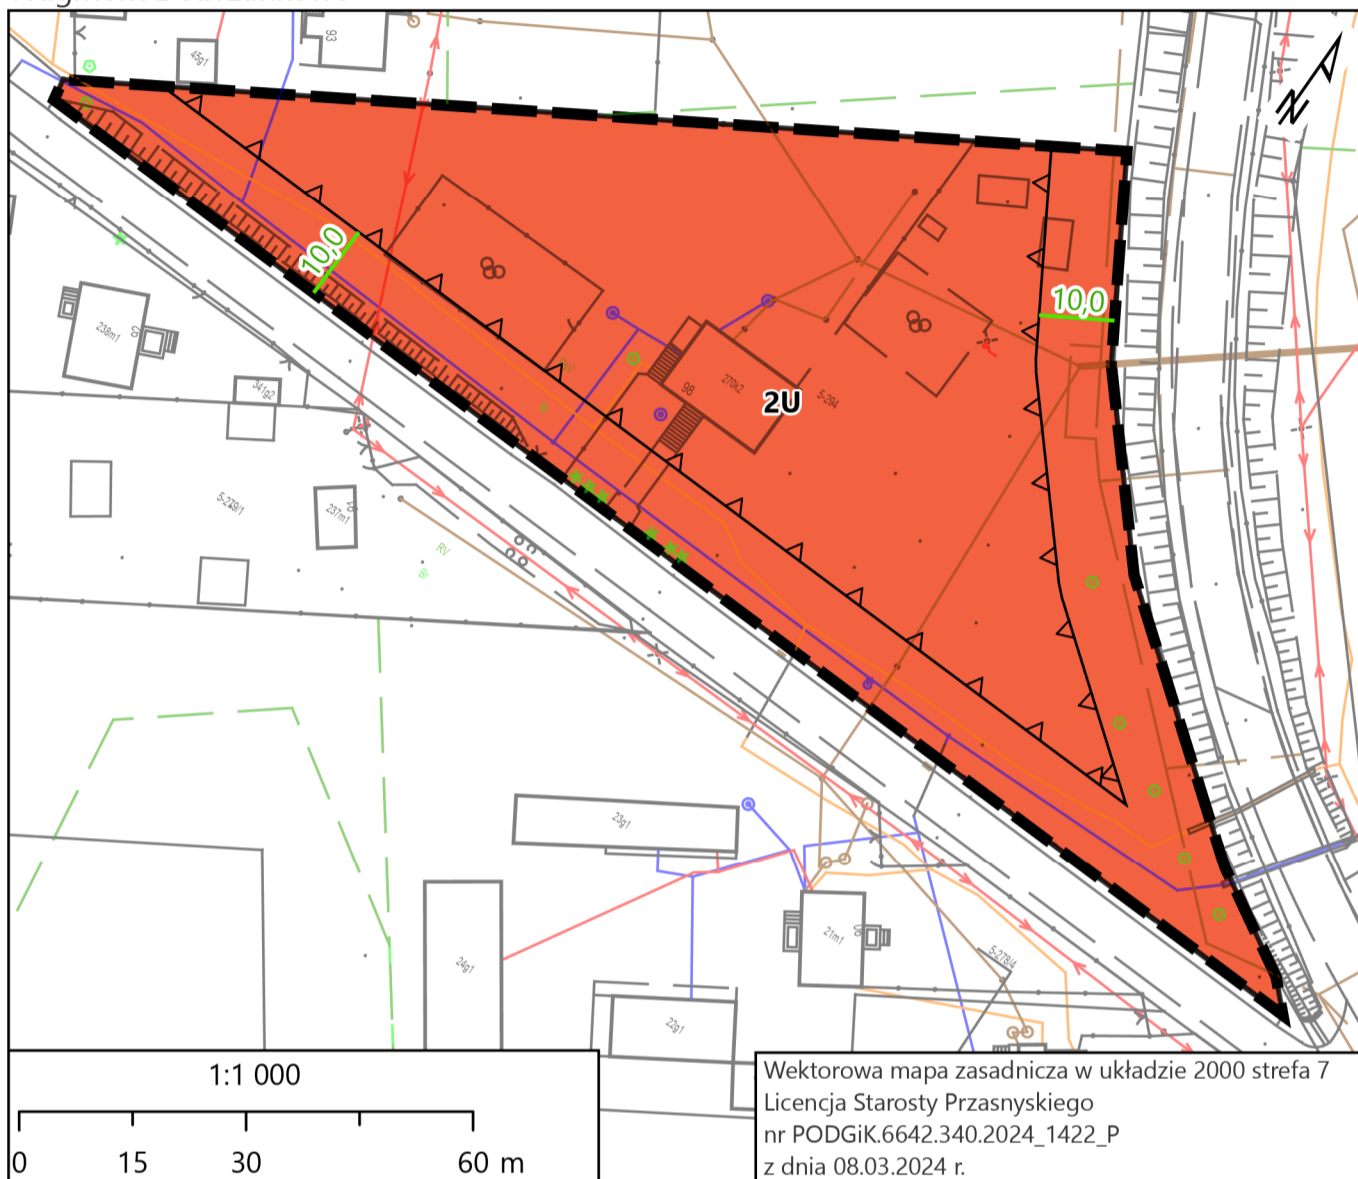 93
45g1
10,0
10,0
238m1
341g2
98
270k2
2U
5-294
5-279/1
237m1
RV
Br
23g1
24g1
21m1
5-278/4
22g1
N
1:1 000
0 15 30 60 m
Wektorowa mapa zasadnicza w układzie 2000 strefa 7
Licencja Starosty Przasnyskiego
nr PODGiK.6642.340.2024_1422_P
z dnia 08.03.2024 r.